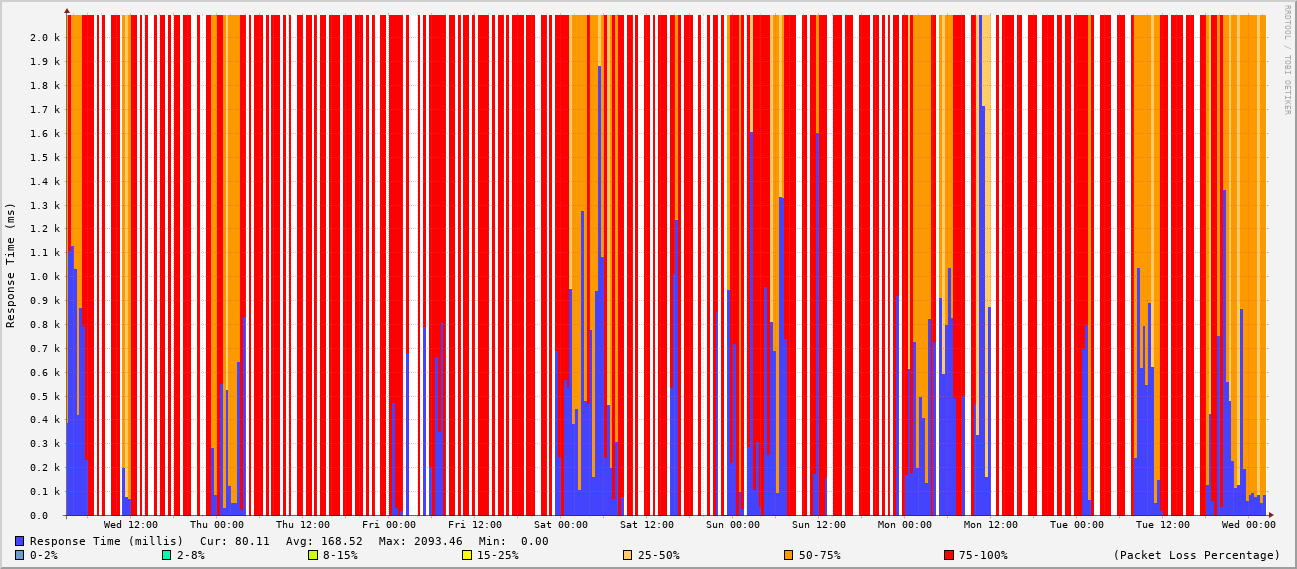 RRDTOOL / TOBI OETIKER
Response Time (ms)
2.0 k
1.9 k
1.8 k
1.7 k
1.6 k
1.5 k
1.4 k
1.3 k
1.2 k
1.1 k
1.0 k
0.9 k
0.8 k
0.7 k
0.6 k
0.5 k
0.4 k
0.3 k
0.2 k
0.1 k
0.0
Wed 12:00 Thu 00:00 Thu 12:00 Fri 00:00 Fri 12:00 Sat 00:00 Sat 12:00 Sun 00:00 Sun 12:00 Mon 00:00 Mon 12:00 Tue 00:00 Tue 12:00 Wed 00:00
Response Time (millis) Cur: 80.11 Avg: 168.52 Max: 2093.46 Min: 0.00
0-2% 2-8% 8-15% 15-25% 25-50% 50-75% 75-100% (Packet Loss Percentage)